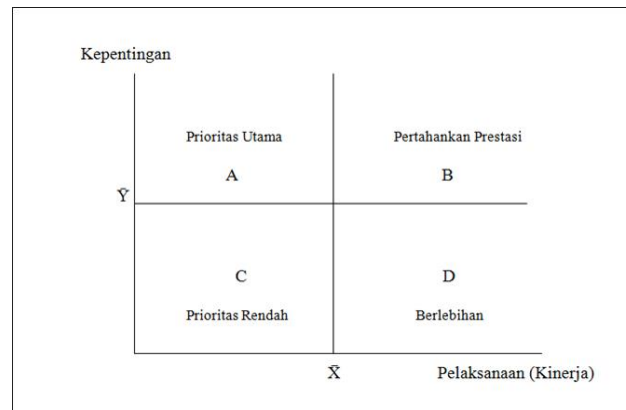 Kepentingan
Prioritas Utama
Pertahankan Prestasi
A
B
Ȳ
C
D
Prioritas Rendah
Berlebihan
X̄
Pelaksanaan (Kinerja)